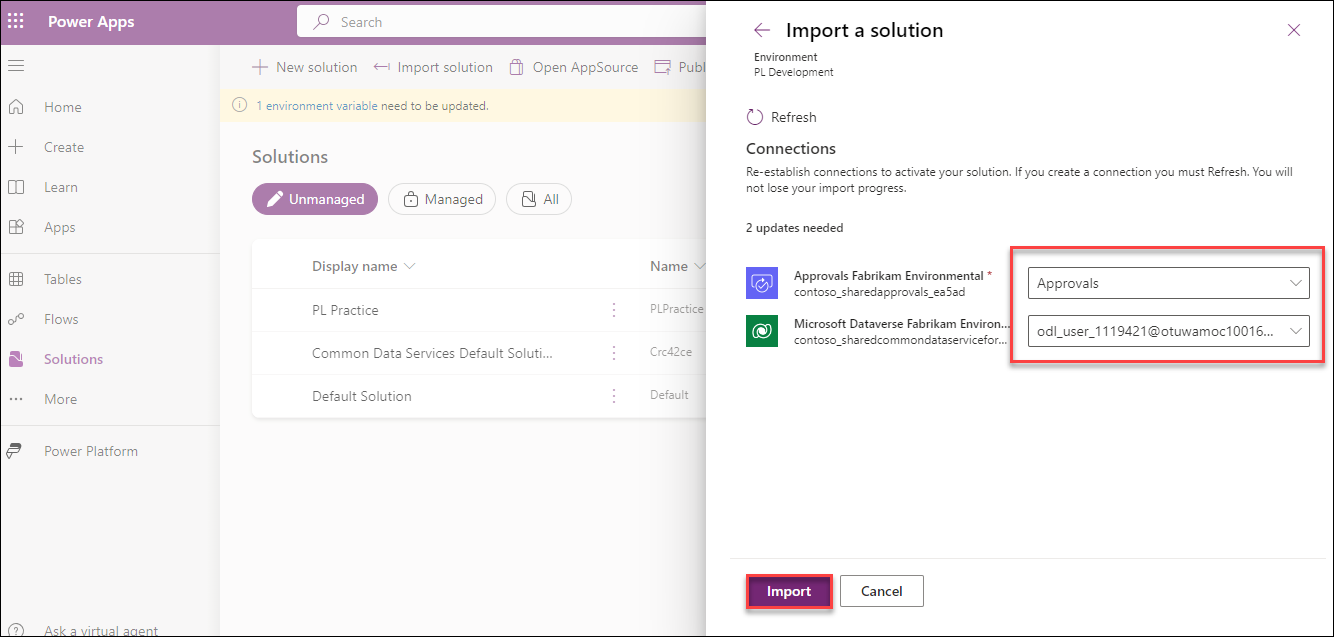 Power Apps
Search
Home
Create
Learn
Apps
Tables
Flows
Solutions
More
Power Platform
Ask a virtual agent
New solution
Import solution
Open AppSource
Publ
1 environment variable need to be updated.
Solutions
Unmanaged
Managed
All
Display name
Name
PL Practice
PLPractice
Common Data Services Default Soluti...
Crc42ce
Default Solution
Default
Import a solution
Environment
PL Development
Refresh
Connections
Re-establish connections to activate your solution. If you create a connection you must Refresh. You will
not lose your import progress.
2 updates needed
Approvals Fabrikam Environmental *
contoso_sharedapprovals_ea5ad
Approvals
Microsoft Dataverse Fabrikam Environ...
contoso_sharedcommondataservicefor...
odl_user_1119421@otuwamoc10016...
Import
Cancel